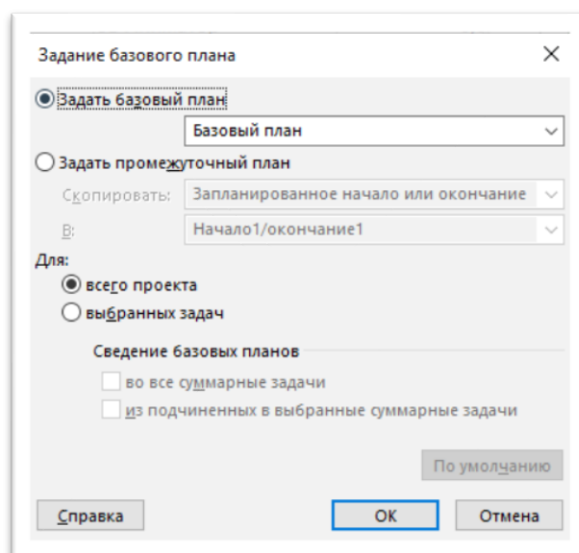 Задание базового плана
Задать базовый план
Базовый план
Задать промежуточный план
Скопировать: Запланированное начало или окончание
В: Начало1/окончание1
Для:
всего проекта
выбранных задач
Сведение базовых планов
во все суммарные задачи
из подчиненных в выбранные суммарные задачи
По умолчанию
Справка ОК Отмена